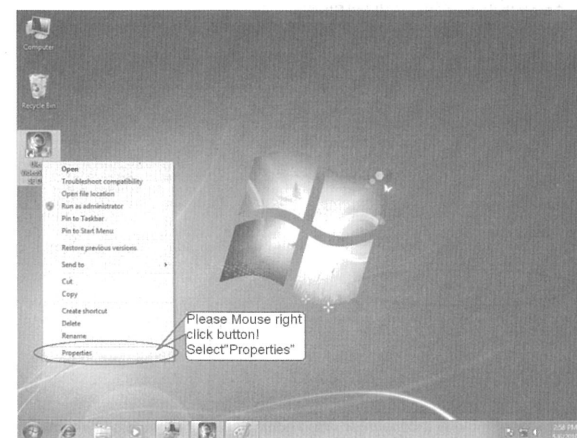 Computer
Recycle Bin
Open
Troubleshoot compatibility
Open file location
Run as administrator
Pin to Taskbar
Pin to Start Menu
Restore previous versions
Send to
Cut
Copy
Create shortcut
Delete
Rename
Properties
Please Mouse right
click button!
Select"Properties"